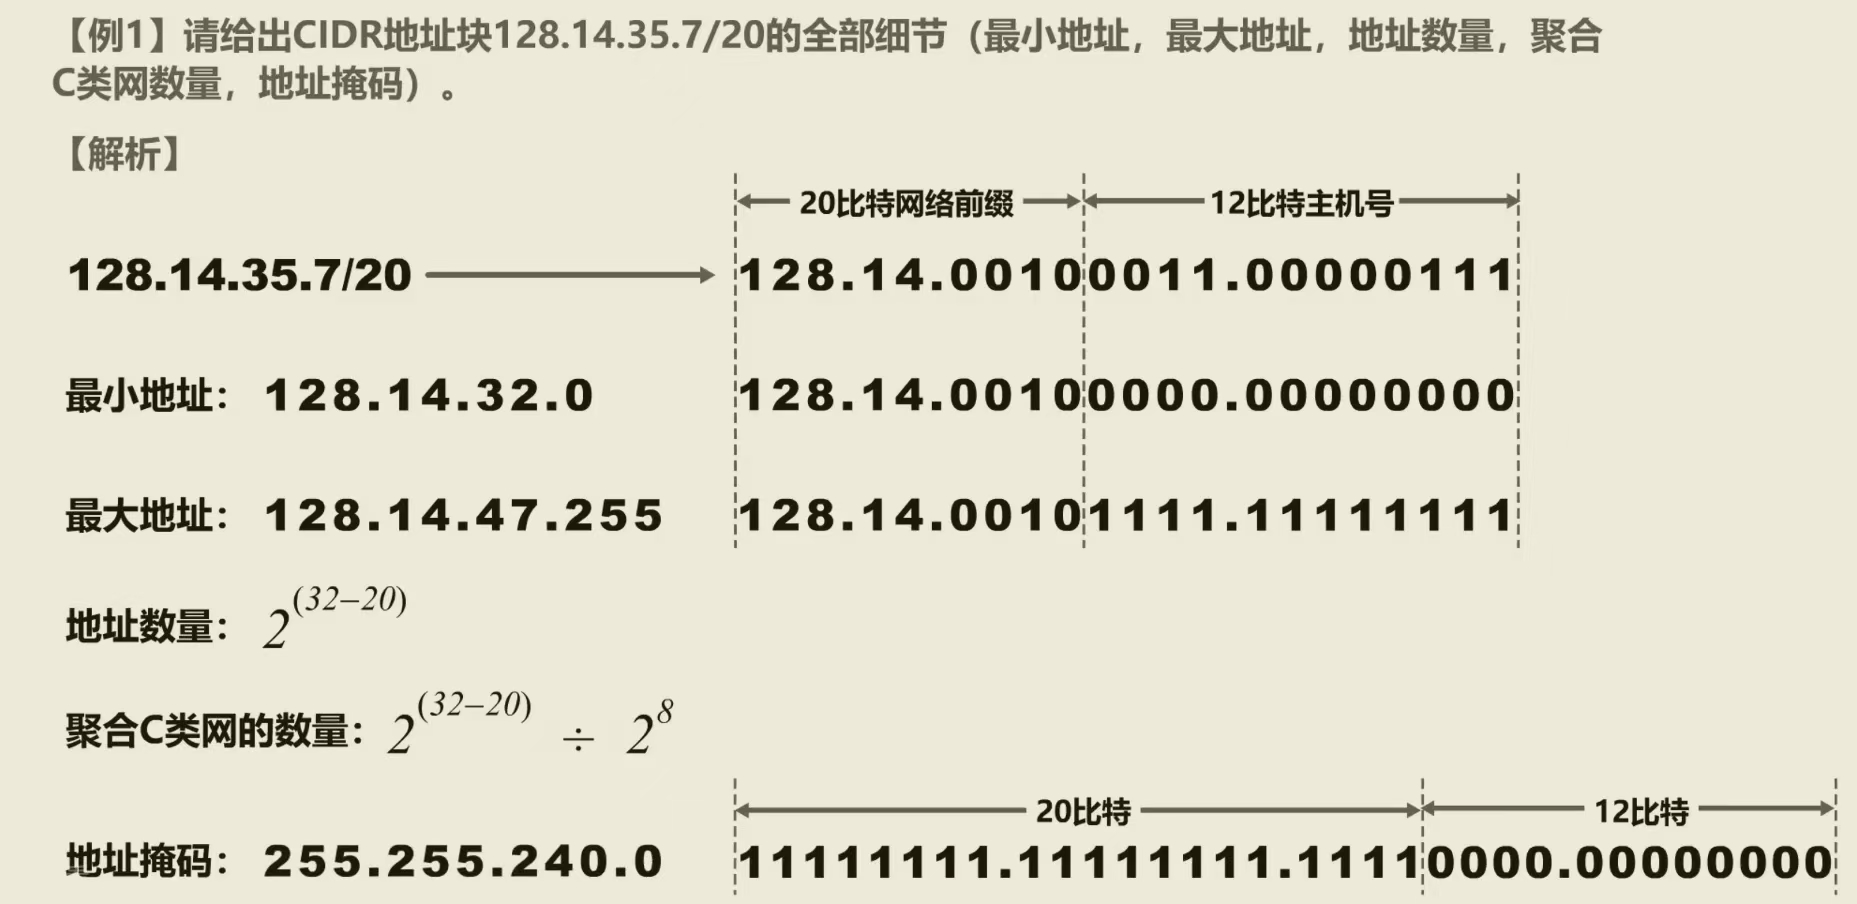 【例1】请给出CIDR地址块128.14.35.7/20的全部细节（最小地址，最大地址，地址数量，聚合
C类网数量，地址掩码）。
【解析】
20比特网络前缀 12比特主机号
128.14.35.7/20 128.14.00100011.00000111
最小地址： 128.14.32.0 128.14.00100000.00000000
最大地址： 128.14.47.255 128.14.00101111.11111111
地址数量： 2^(32−20)
聚合C类网的数量： 2^(32−20) ÷ 2^8
20比特 12比特
地址掩码： 255.255.240.0 11111111.11111111.11110000.00000000